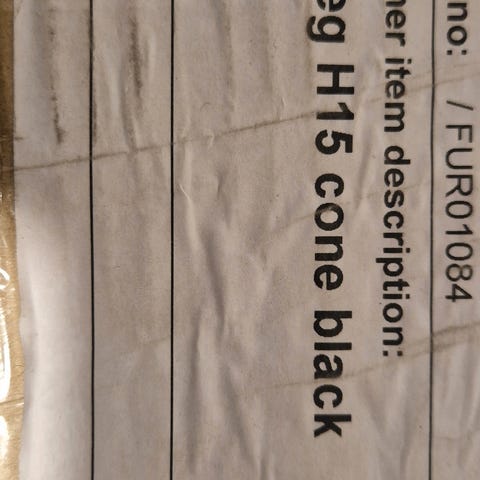 no: / FUR01084
ner item description:
eg H15 cone black